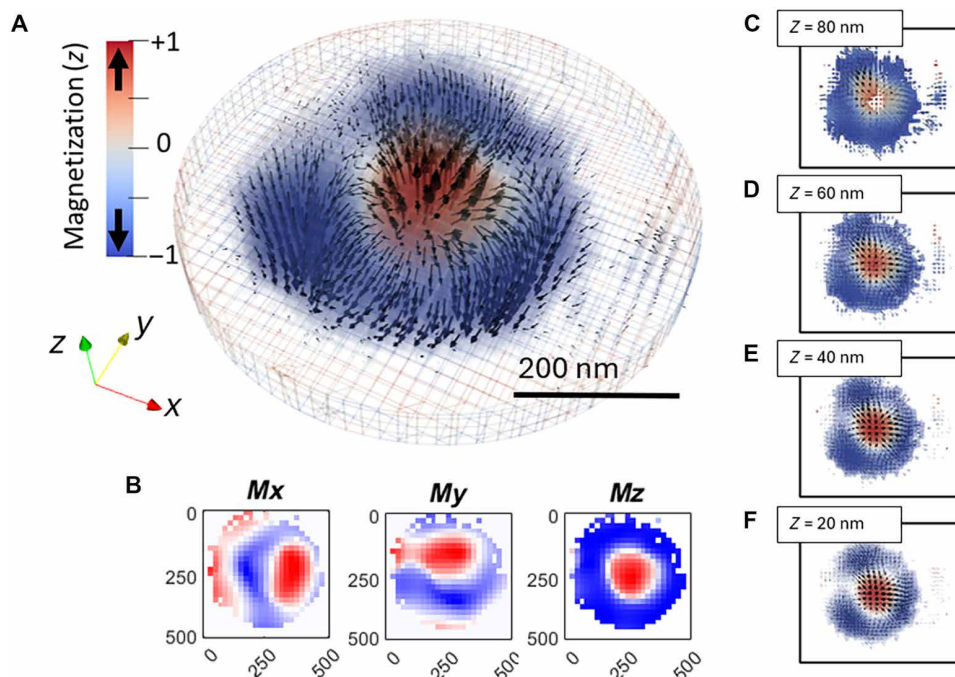 A
Magnetization (z)
+1
0
−1
z
y
x
200 nm
B
Mx
My
Mz
0
250
500
0
250
500
0
250
500
0
250
500
0
250
500
0
250
500
C
Z = 80 nm
D
Z = 60 nm
E
Z = 40 nm
F
Z = 20 nm